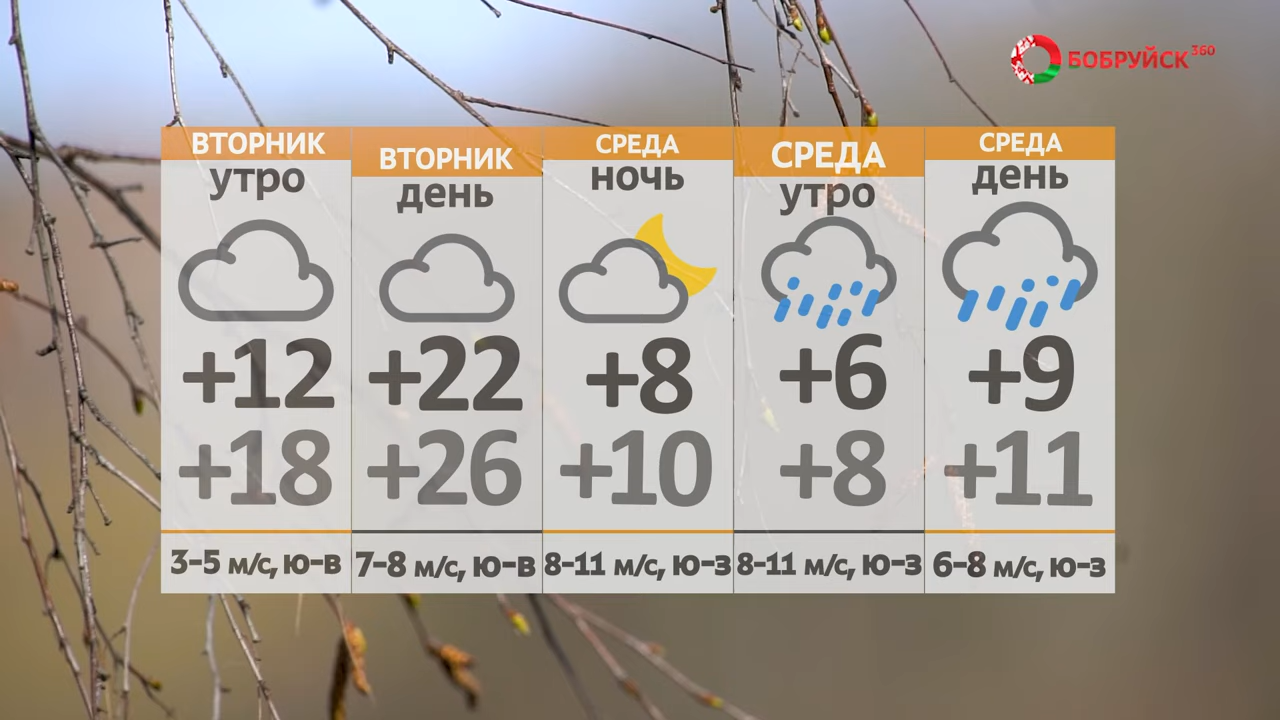 БОБРУЙСК 360
ВТОРНИК
утро
+12
+18
3-5 м/с, ю-в
ВТОРНИК
день
+22
+26
7-8 м/с, ю-в
СРЕДА
ночь
+8
+10
8-11 м/с, ю-з
СРЕДА
утро
+6
+8
8-11 м/с, ю-з
СРЕДА
день
+9
+11
6-8 м/с, ю-з